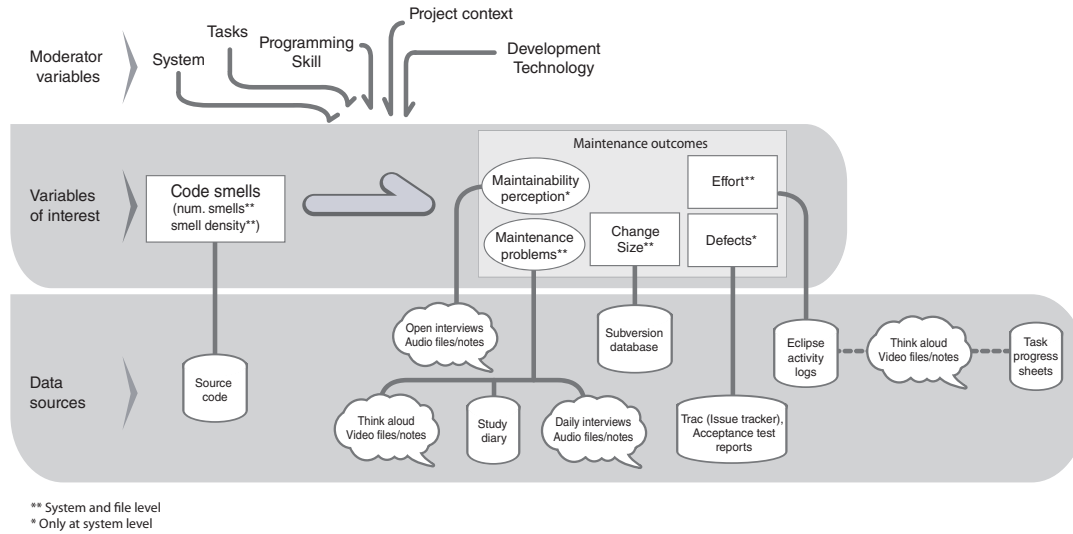 Project context
Tasks
Programming
Skill
Development
Technology
System
Moderator
variables
Maintenance outcomes
Variables
of interest
Code smells
(num. smells**
smell density**)
Maintainability
perception*
Effort**
Maintenance
problems**
Change
Size**
Defects*
Data
sources
Source
code
Open interviews
Audio files/notes
Subversion
database
Eclipse
activity
logs
Think aloud
Video files/notes
Task
progress
sheets
Think aloud
Video files/notes
Study
diary
Daily interviews
Audio files/notes
Trac (Issue tracker),
Acceptance test
reports
** System and file level
* Only at system level